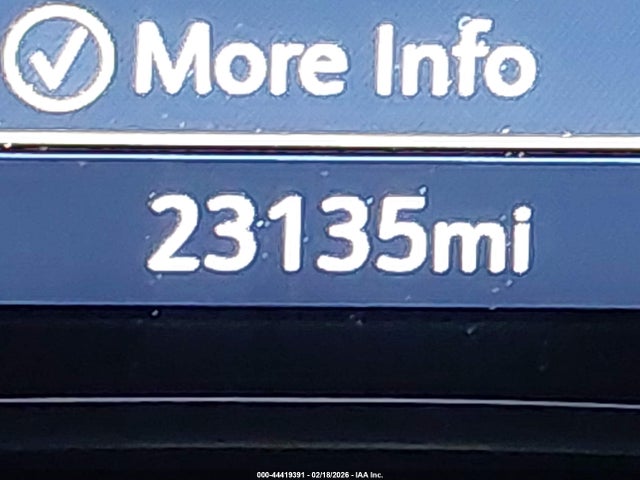 More Info
23135mi
000-44419391 - 02/18/2026 - IAA Inc.